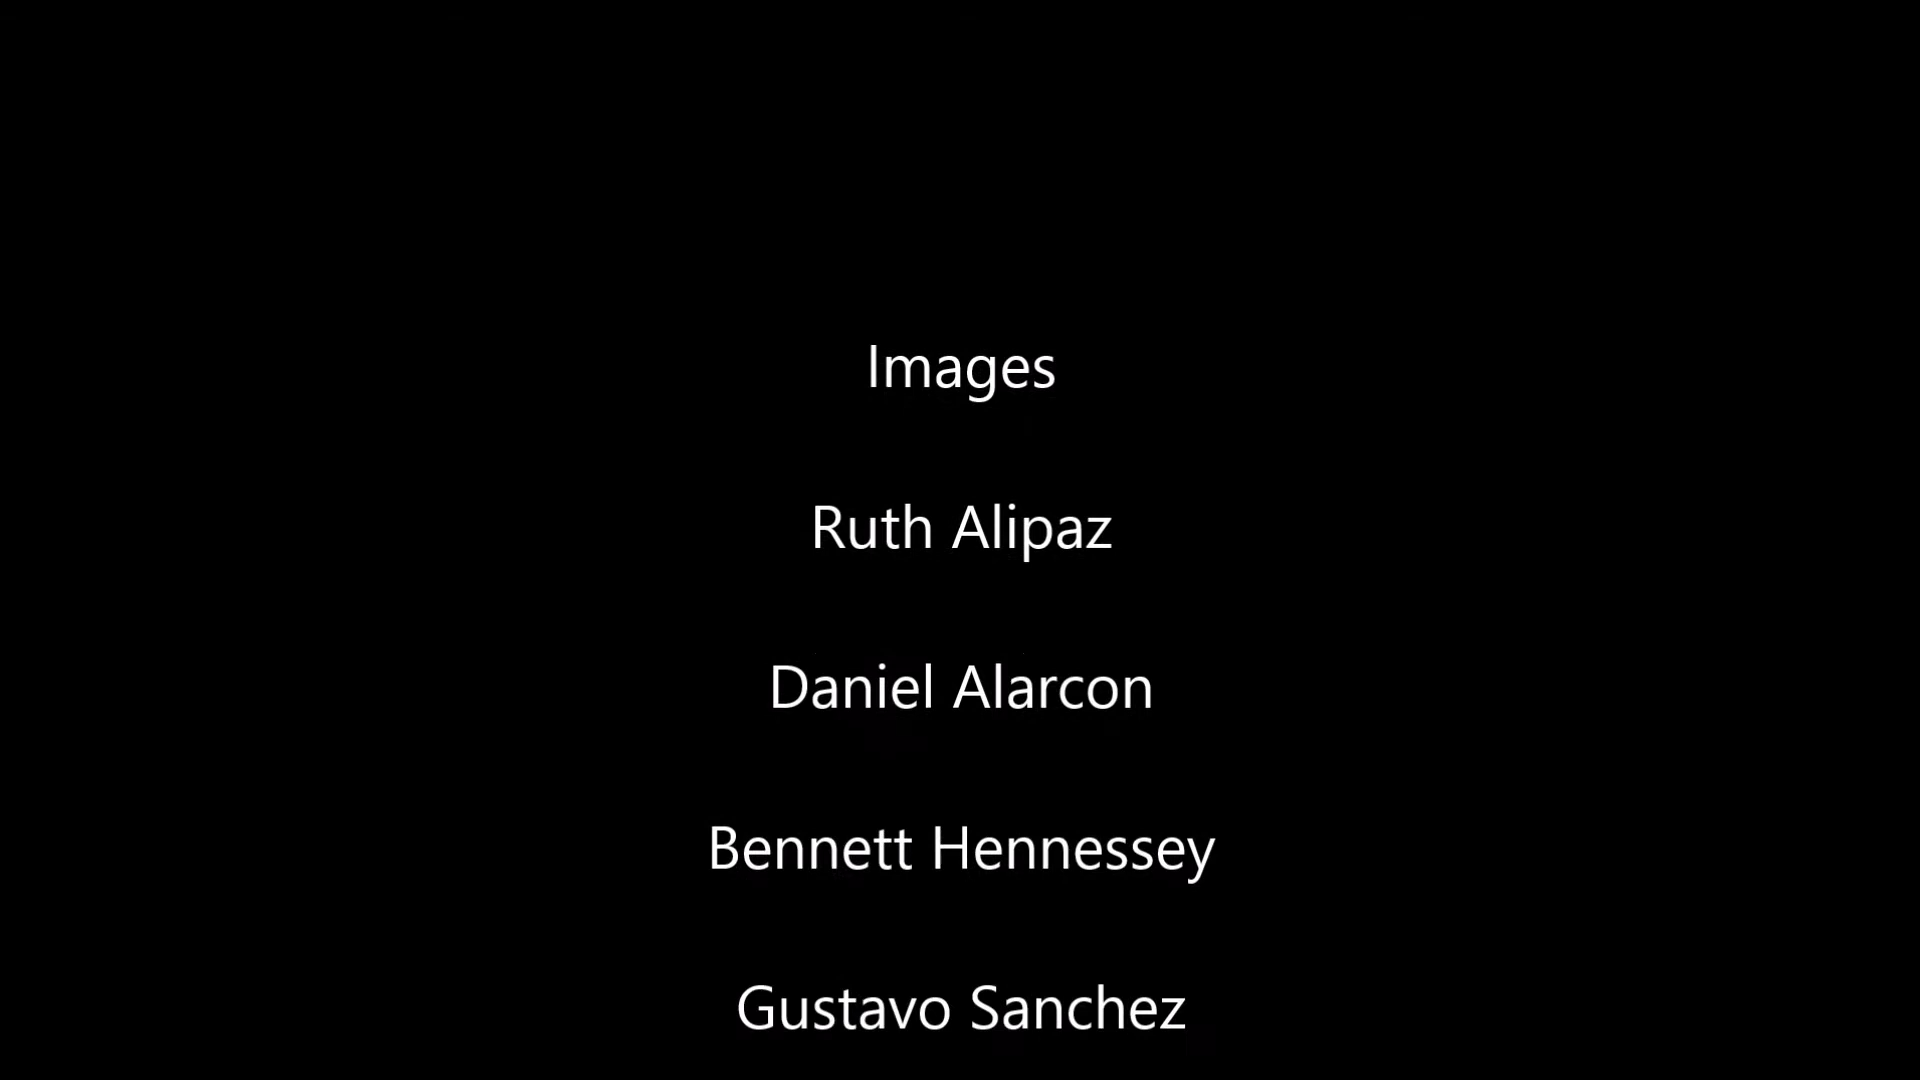 Images
Ruth Alipaz
Daniel Alarcon
Bennett Hennessey
Gustavo Sanchez